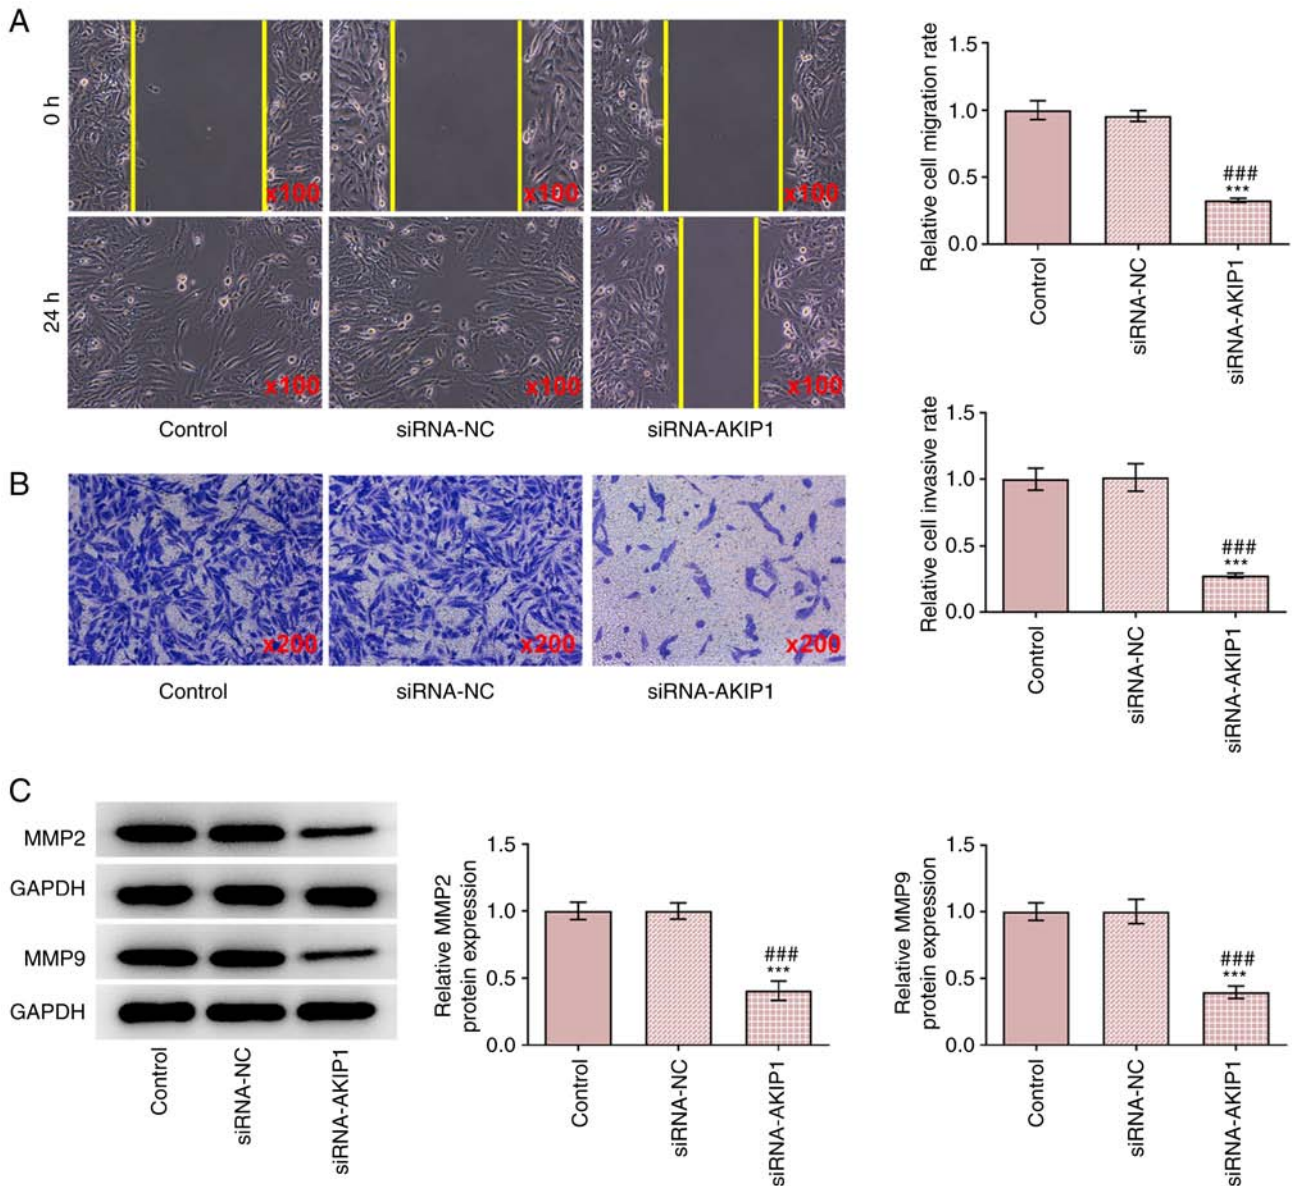 A
0 h
x100
x100
x100
24 h
x100
x100
x100
Control
siRNA-NC
siRNA-AKIP1
Relative cell migration rate
1.5
1.0
0.5
0.0
###
***
Control
siRNA-NC
siRNA-AKIP1
B
x200
x200
x200
Control
siRNA-NC
siRNA-AKIP1
Relative cell invasive rate
1.5
1.0
0.5
0.0
###
***
Control
siRNA-NC
siRNA-AKIP1
C
MMP2
GAPDH
MMP9
GAPDH
Control
siRNA-NC
siRNA-AKIP1
Relative MMP2
protein expression
1.5
1.0
0.5
0.0
###
***
Control
siRNA-NC
siRNA-AKIP1
Relative MMP9
protein expression
1.5
1.0
0.5
0.0
###
***
Control
siRNA-NC
siRNA-AKIP1